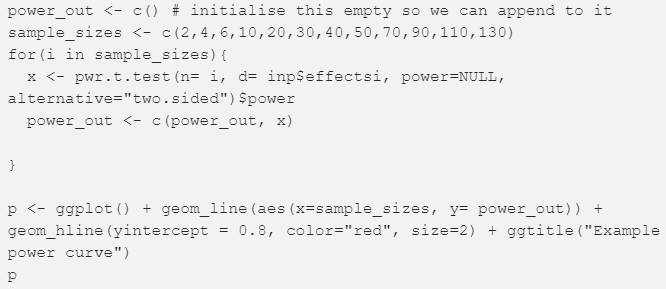 power_out <- c() # initialise this empty so we can append to it
sample_sizes <- c(2,4,6,10,20,30,40,50,70,90,110,130)
for(i in sample_sizes){
  x <- pwr.t.test(n= i, d= inp$effectsi, power=NULL,
alternative="two.sided")$power
  power_out <- c(power_out, x)

}

p <- ggplot() + geom_line(aes(x=sample_sizes, y= power_out)) +
geom_hline(yintercept = 0.8, color="red", size=2) + ggtitle("Example
power curve")
p